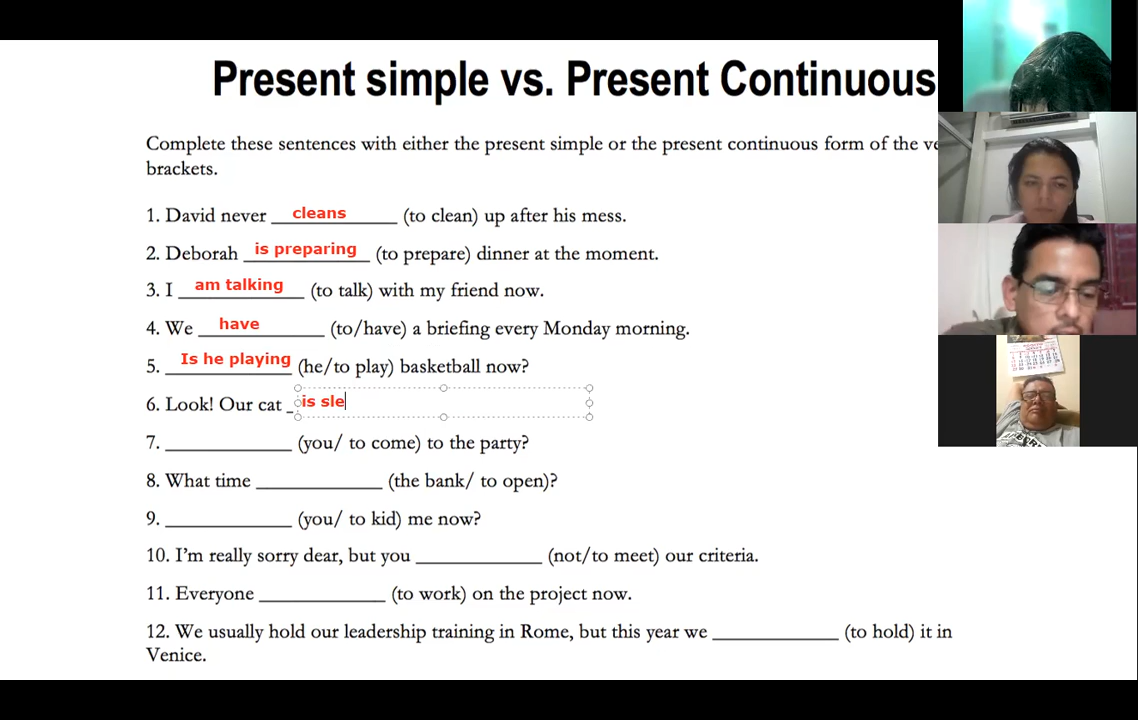 Present simple vs. Present Continuous
Complete these sentences with either the present simple or the present continuous form of the ve
brackets.
1. David never cleans (to clean) up after his mess.
2. Deborah is preparing (to prepare) dinner at the moment.
3. I am talking (to talk) with my friend now.
4. We have (to/have) a briefing every Monday morning.
5. Is he playing (he/to play) basketball now?
6. Look! Our cat _ is sle
7. ____________ (you/ to come) to the party?
8. What time ____________ (the bank/ to open)?
9. ____________ (you/ to kid) me now?
10. I’m really sorry dear, but you ____________ (not/to meet) our criteria.
11. Everyone ____________ (to work) on the project now.
12. We usually hold our leadership training in Rome, but this year we ____________ (to hold) it in
Venice.